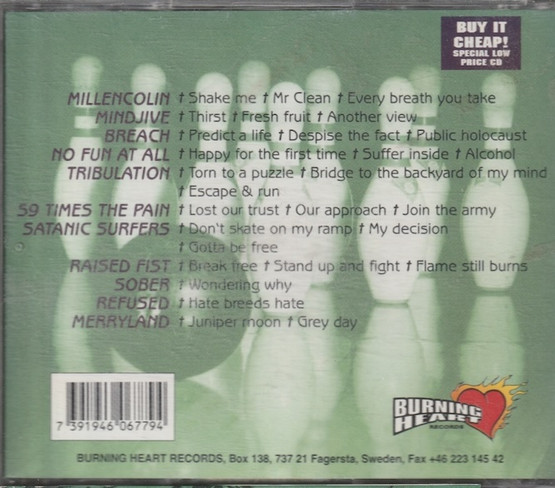 BUY IT
CHEAP!
SPECIAL LOW
PRICE CD
MILLENCOLIN † Shake me † Mr Clean † Every breath you take
MINDJIVE † Thirst † Fresh fruit † Another view
BREACH † Predict a life † Despise the fact † Public holocaust
NO FUN AT ALL † Happy for the first time † Suffer inside † Alcohol
TRIBULATION † Torn to a puzzle † Bridge to the backyard of my mind
† Escape & run
59 TIMES THE PAIN † Lost our trust † Our approach † Join the army
SATANIC SURFERS † Don't skate on my ramp † My decision
† Gotta be free
RAISED FIST † Break free † Stand up and fight † Flame still burns
SOBER † Wondering why
REFUSED † Hate breeds hate
MERRYLAND † Juniper moon † Grey day
7 391946 067794
BURNING
HEART
RECORDS
BURNING HEART RECORDS, Box 138, 737 21 Fagersta, Sweden, Fax +46 223 145 42